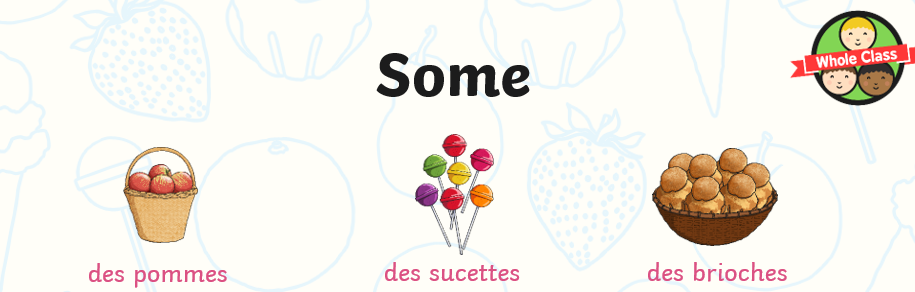 Some
Whole Class
des pommes
des sucettes
des brioches